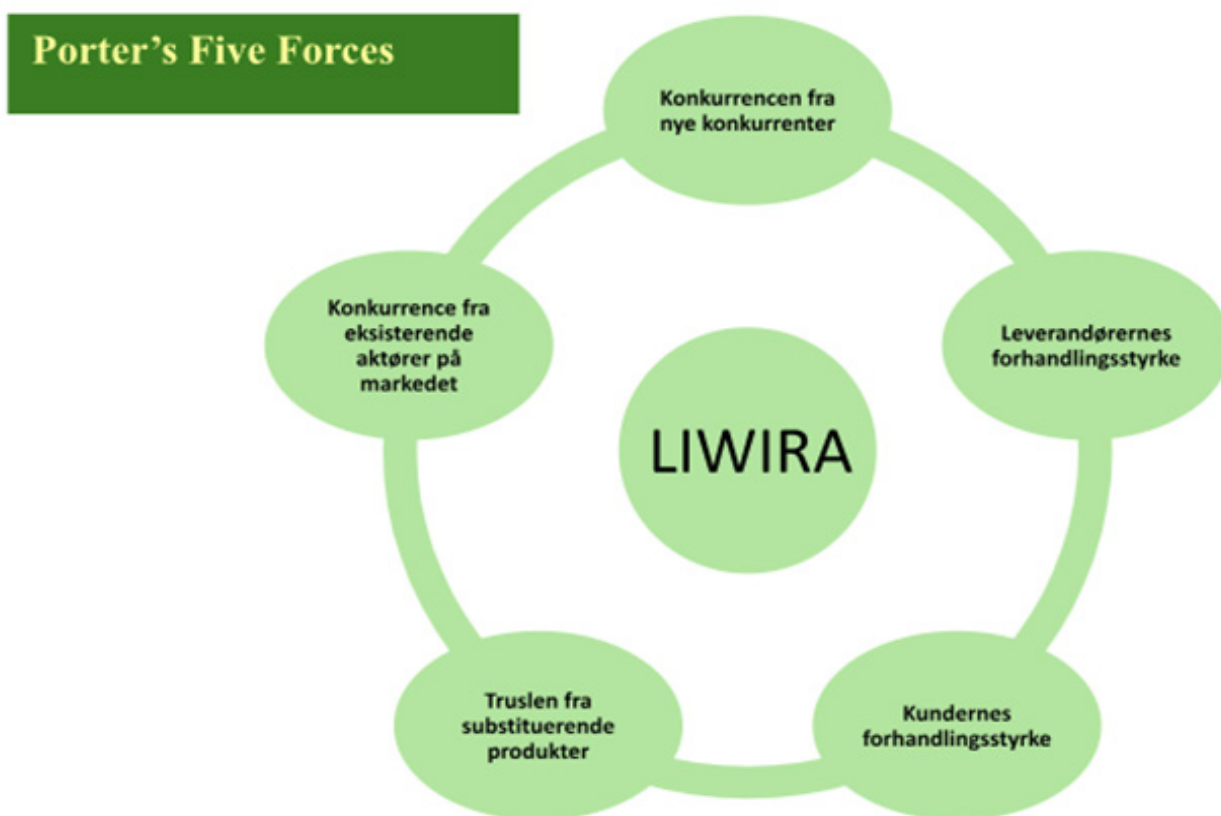 Porter’s Five Forces
Konkurrencen fra
nye konkurrenter
Leverandørernes
forhandlingsstyrke
Kundernes
forhandlingsstyrke
Truslen fra
substituerende
produkter
Konkurrence fra
eksisterende
aktører på
markedet
LIWIRA